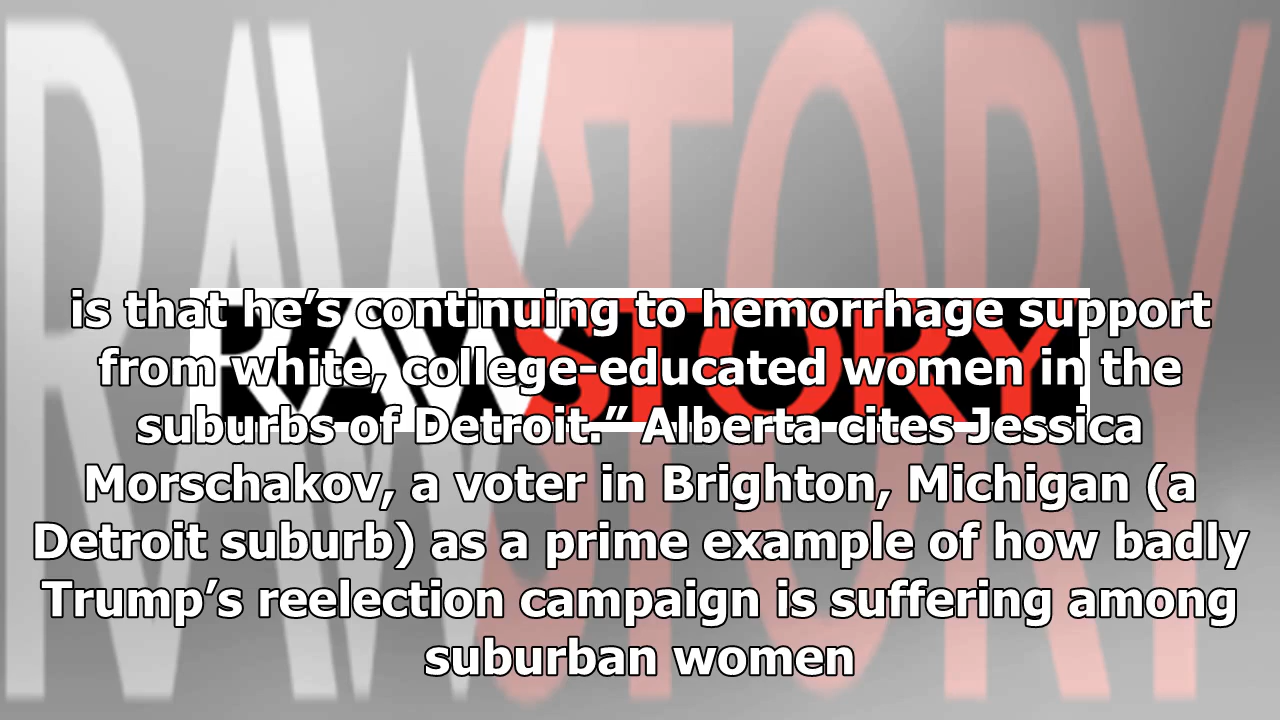 RAWSTORY
is that he’s continuing to hemorrhage support
from white, college-educated women in the
suburbs of Detroit.” Alberta cites Jessica
Morschakov, a voter in Brighton, Michigan (a
Detroit suburb) as a prime example of how badly
Trump’s reelection campaign is suffering among
suburban women
RAWSTORY